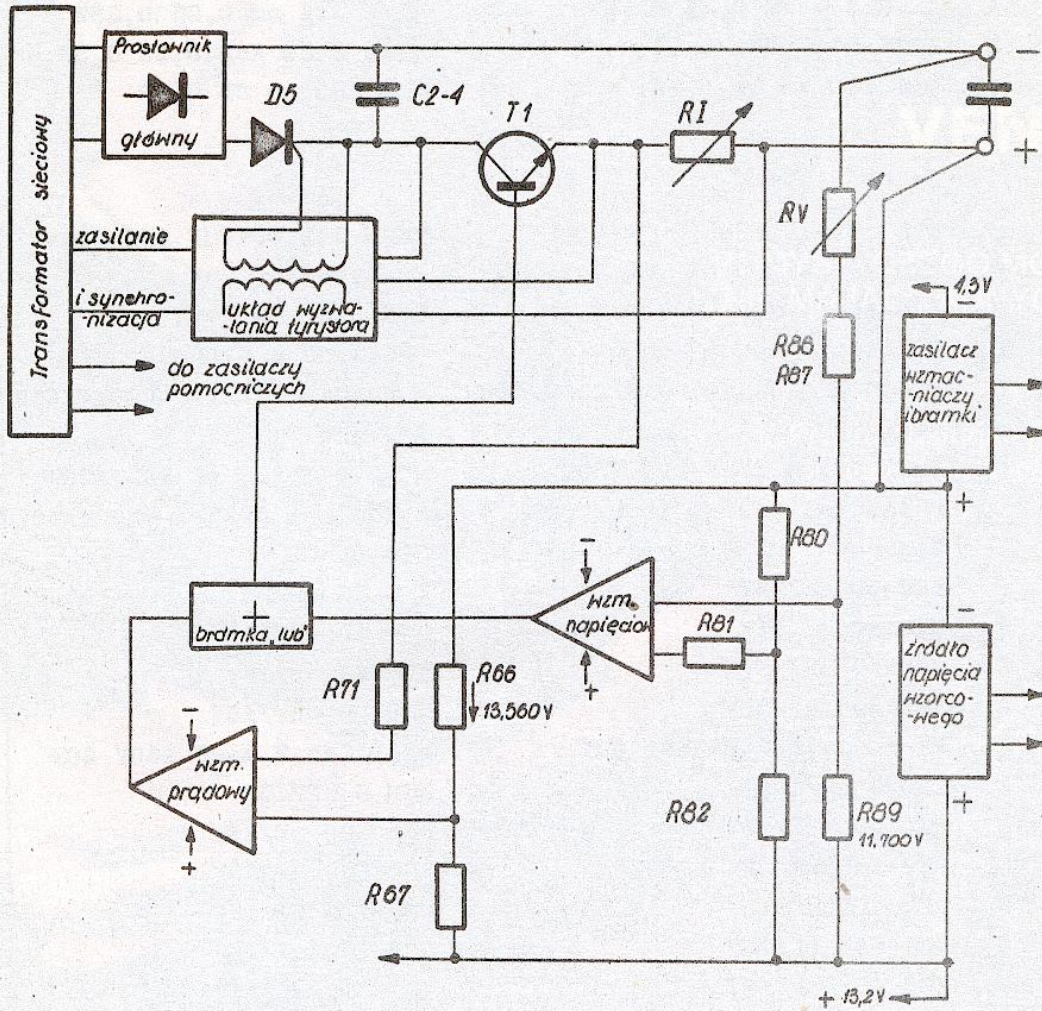 Transformator sieciowy
Prostownik
główny
D5
C2-4
T1
RI
−
+
RV
zasilanie
i synchro-
-nizacja
układ wyzwa-
-lania tyrystora
do zasilaczy
pomocniczych
R86
R87
4,3V
−
zasilacz
wzmac-
-niaczy
i bramki
+
R80
−
wzm.
napięciow
+
R81
+
bramka „lub"
R71
R66
13,560V
−
źródło
napięcia
wzorco-
-wego
+
−
wzm.
prądowy
+
R82
R89
11.700V
R67
+ 13,2V